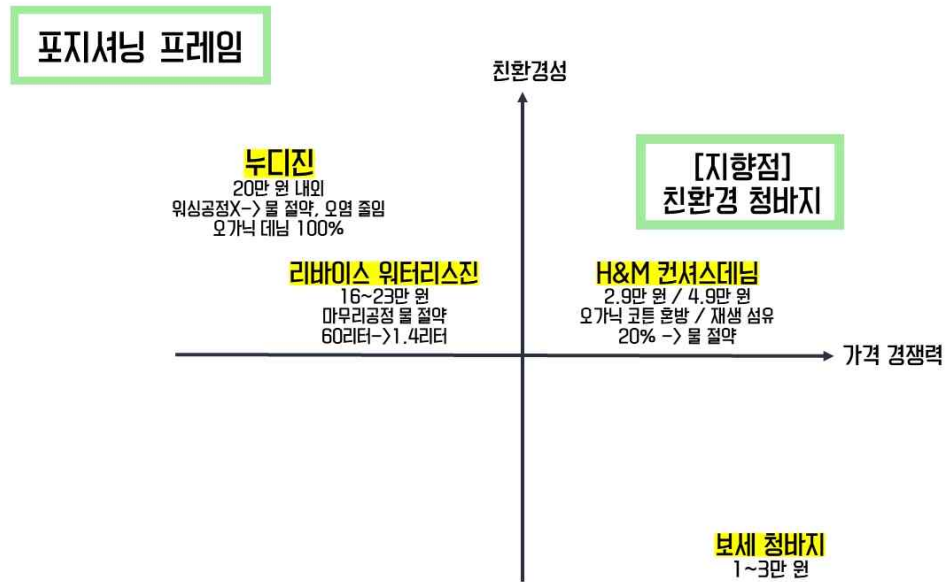 포지셔닝 프레임
친환경성
누디진
20만 원 내외
워싱공정X-> 물 절약, 오염 줄임
오가닉 데님 100%
[지향점]
친환경 청바지
리바이스 워터리스진
16~23만 원
마무리공정 물 절약
60리터->1.4리터
H&M 컨셔스데님
2.9만 원 / 4.9만 원
오가닉 코튼 혼방 / 재생 섬유
20% -> 물 절약
가격 경쟁력
보세 청바지
1~3만 원